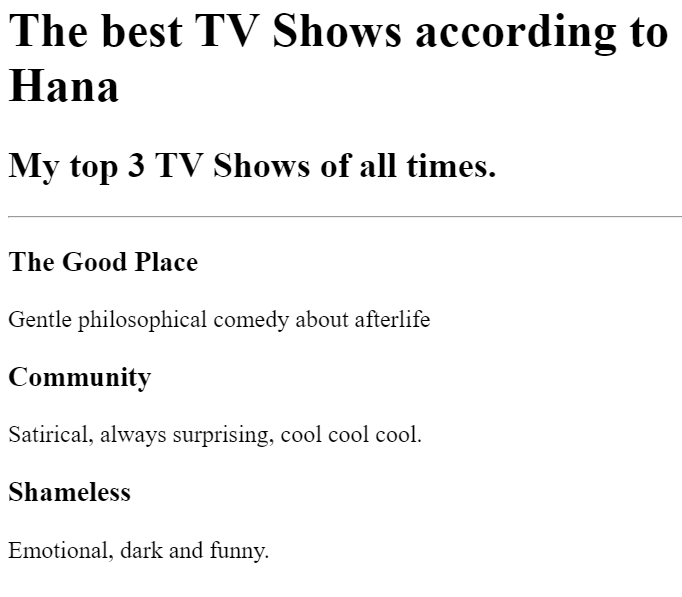 The best TV Shows according to
Hana
My top 3 TV Shows of all times.
The Good Place
Gentle philosophical comedy about afterlife
Community
Satirical, always surprising, cool cool cool.
Shameless
Emotional, dark and funny.